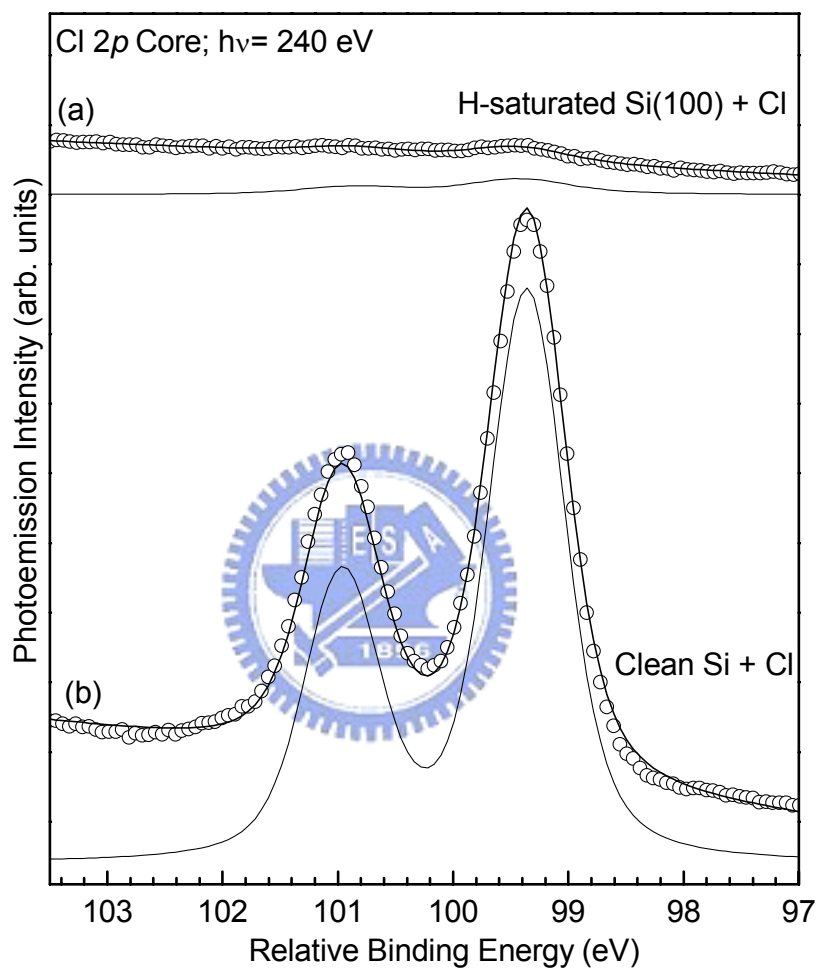 Cl 2p Core; hν= 240 eV
(a)
H-saturated Si(100) + Cl
Photoemission Intensity (arb. units)
E S A
1896
Clean Si + Cl
(b)
103 102 101 100 99 98 97
Relative Binding Energy (eV)